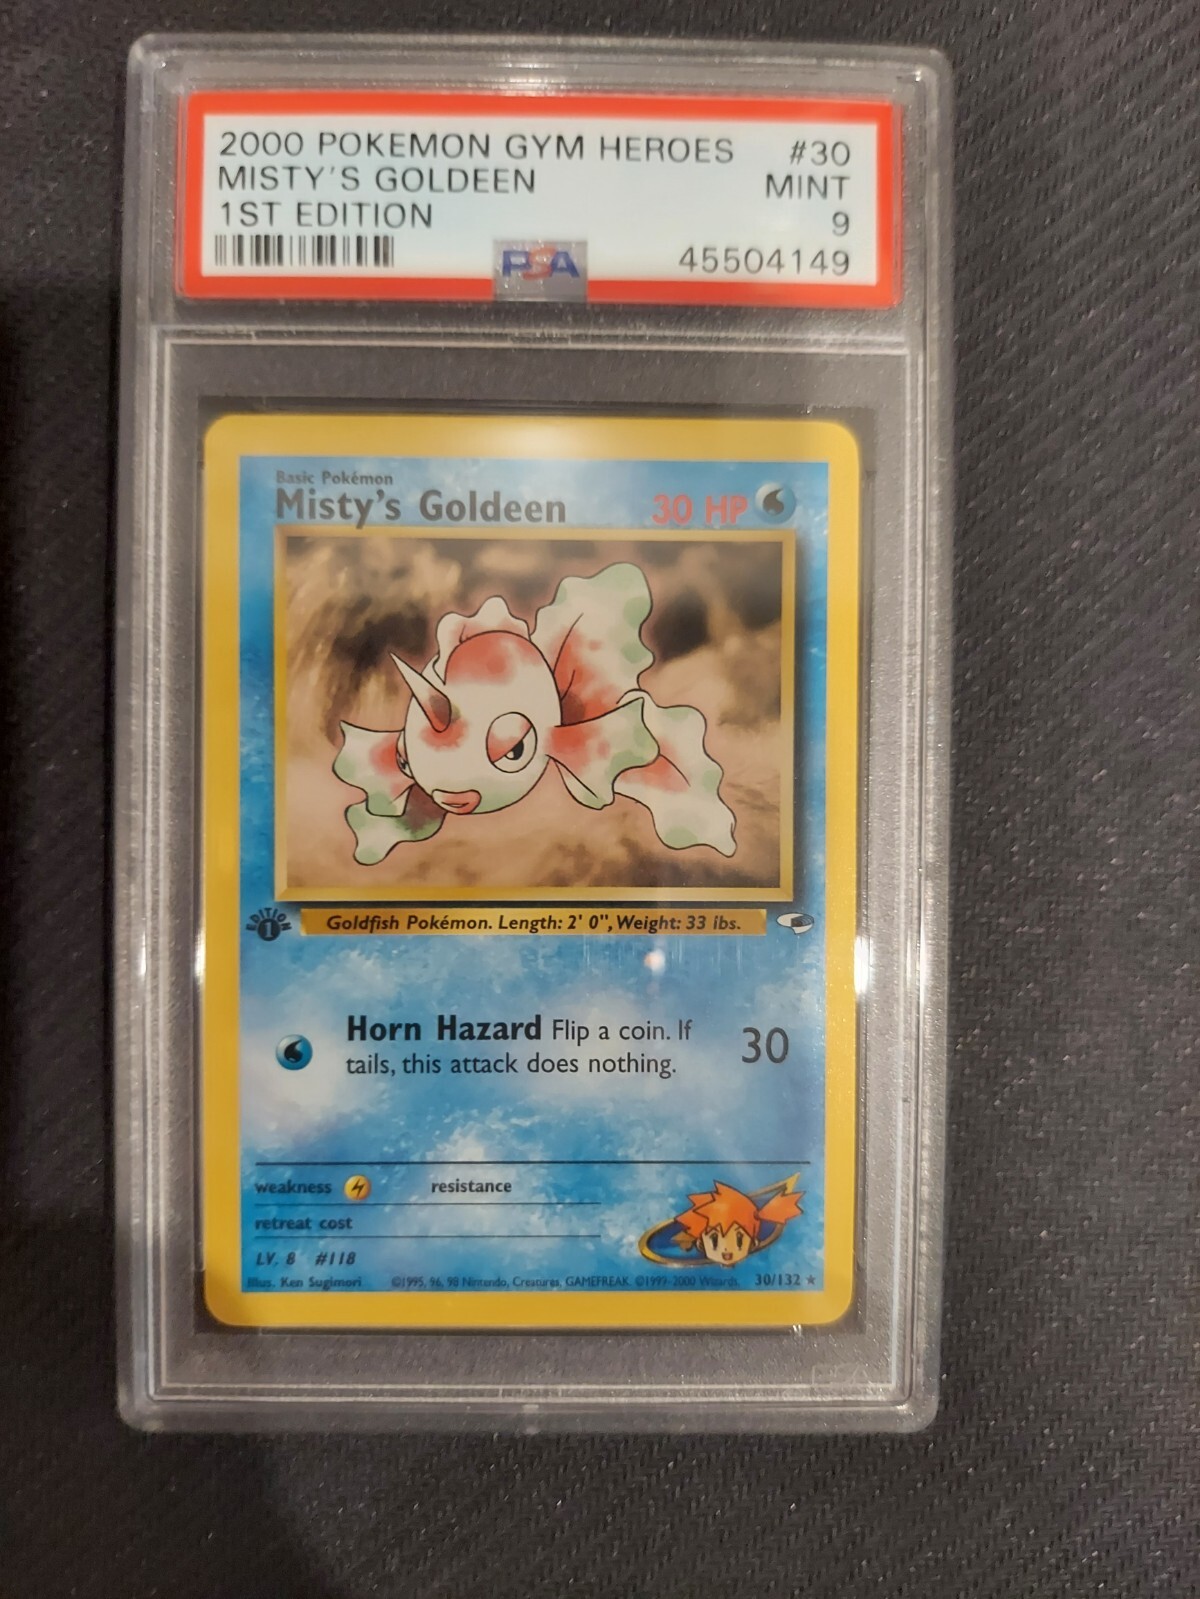 2000 POKEMON GYM HEROES #30
MISTY'S GOLDEEN MINT
1ST EDITION 9
PSA 45504149
Basic Pokémon
Misty's Goldeen 30 HP
EDITION 1
Goldfish Pokémon. Length: 2' 0", Weight: 33 lbs.
Horn Hazard Flip a coin. If
tails, this attack does nothing. 30
weakness resistance
retreat cost
LV. 8 #118
Illus. Ken Sugimori ©1995, 96, 98 Nintendo, Creatures, GAMEFREAK. ©1999-2000 Wizards. 30/132 ★